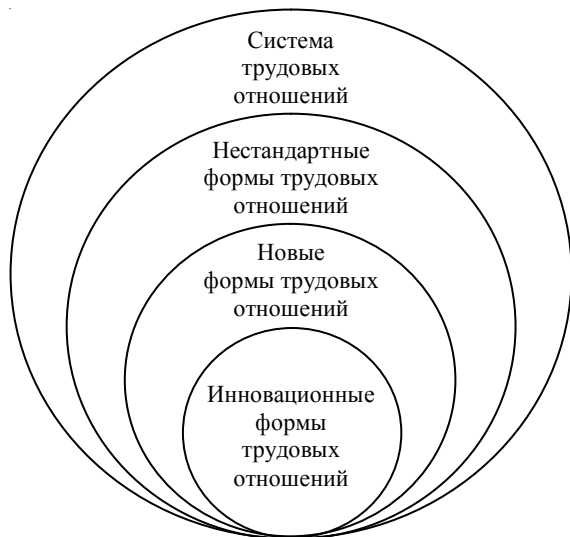 Система
трудовых
отношений
Нестандартные
формы трудовых
отношений
Новые
формы трудовых
отношений
Инновационные
формы
трудовых
отношений